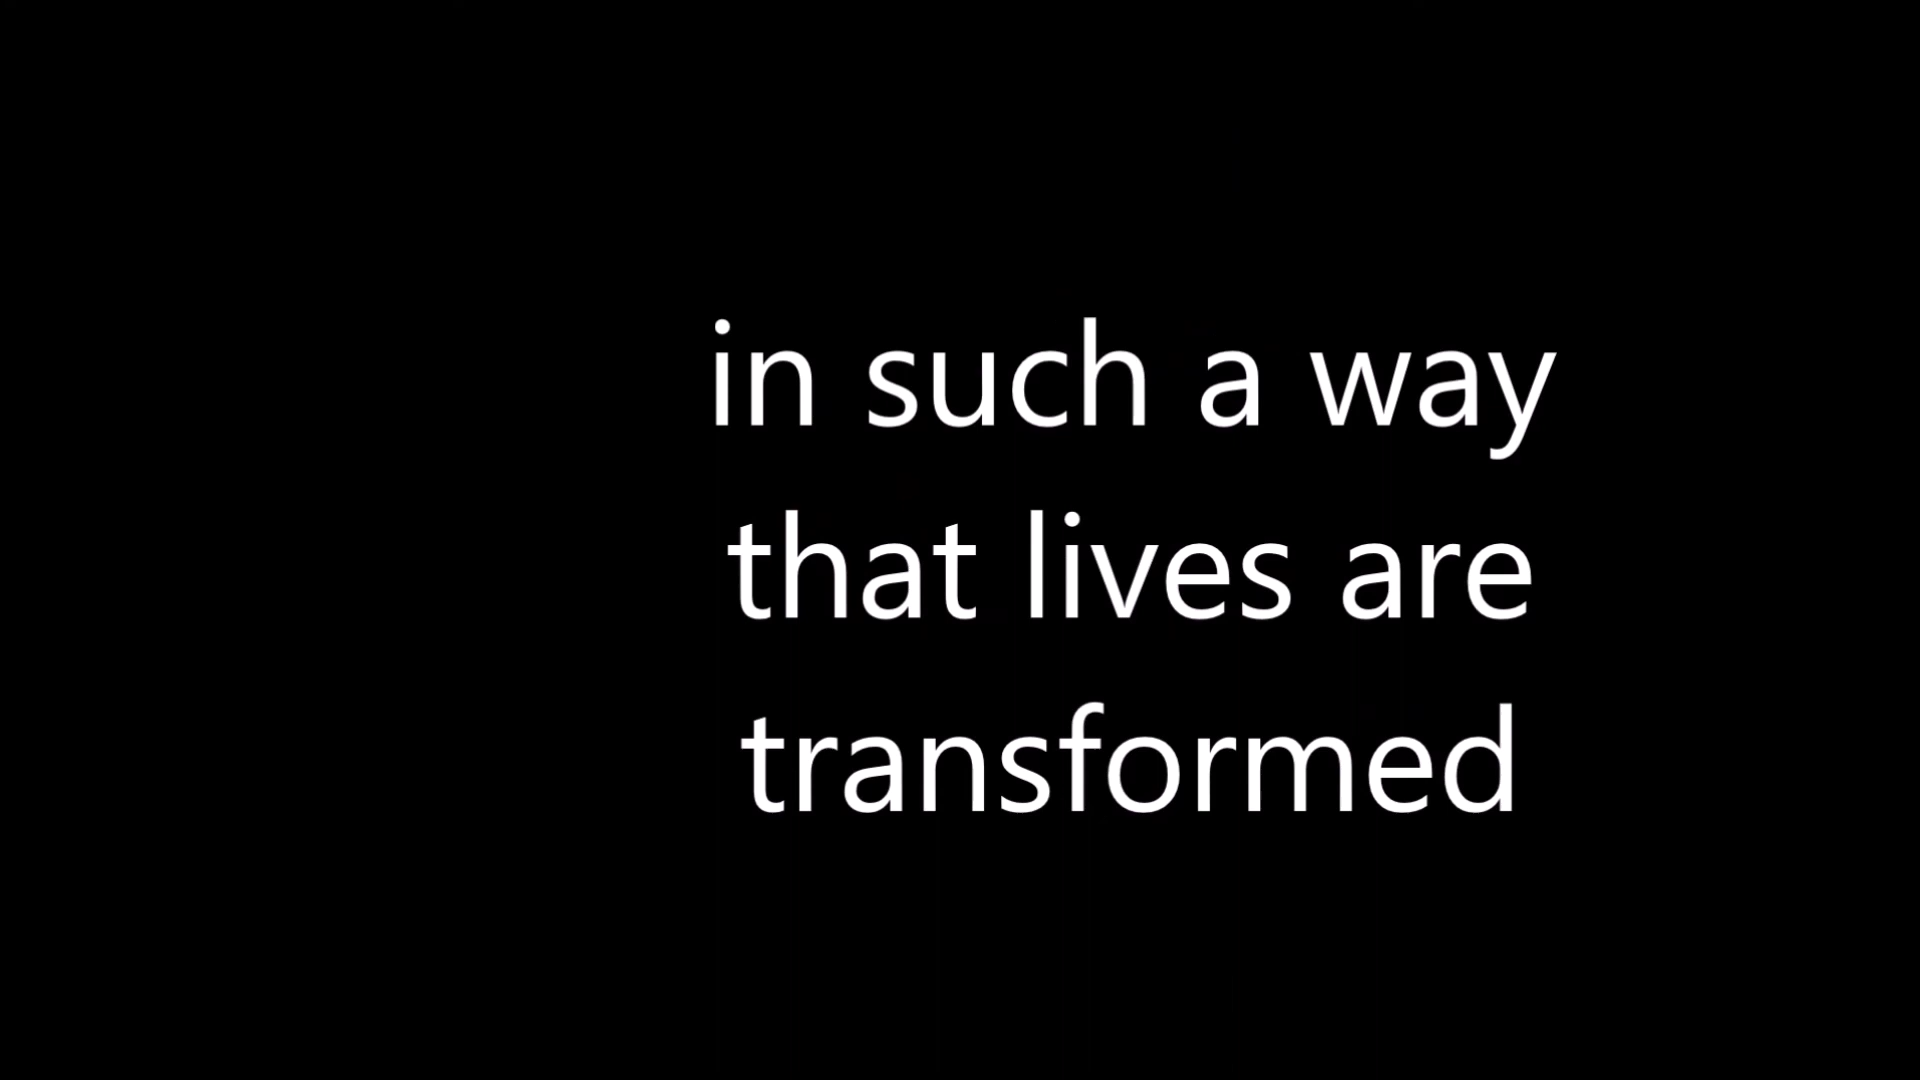 in such a way
that lives are
transformed